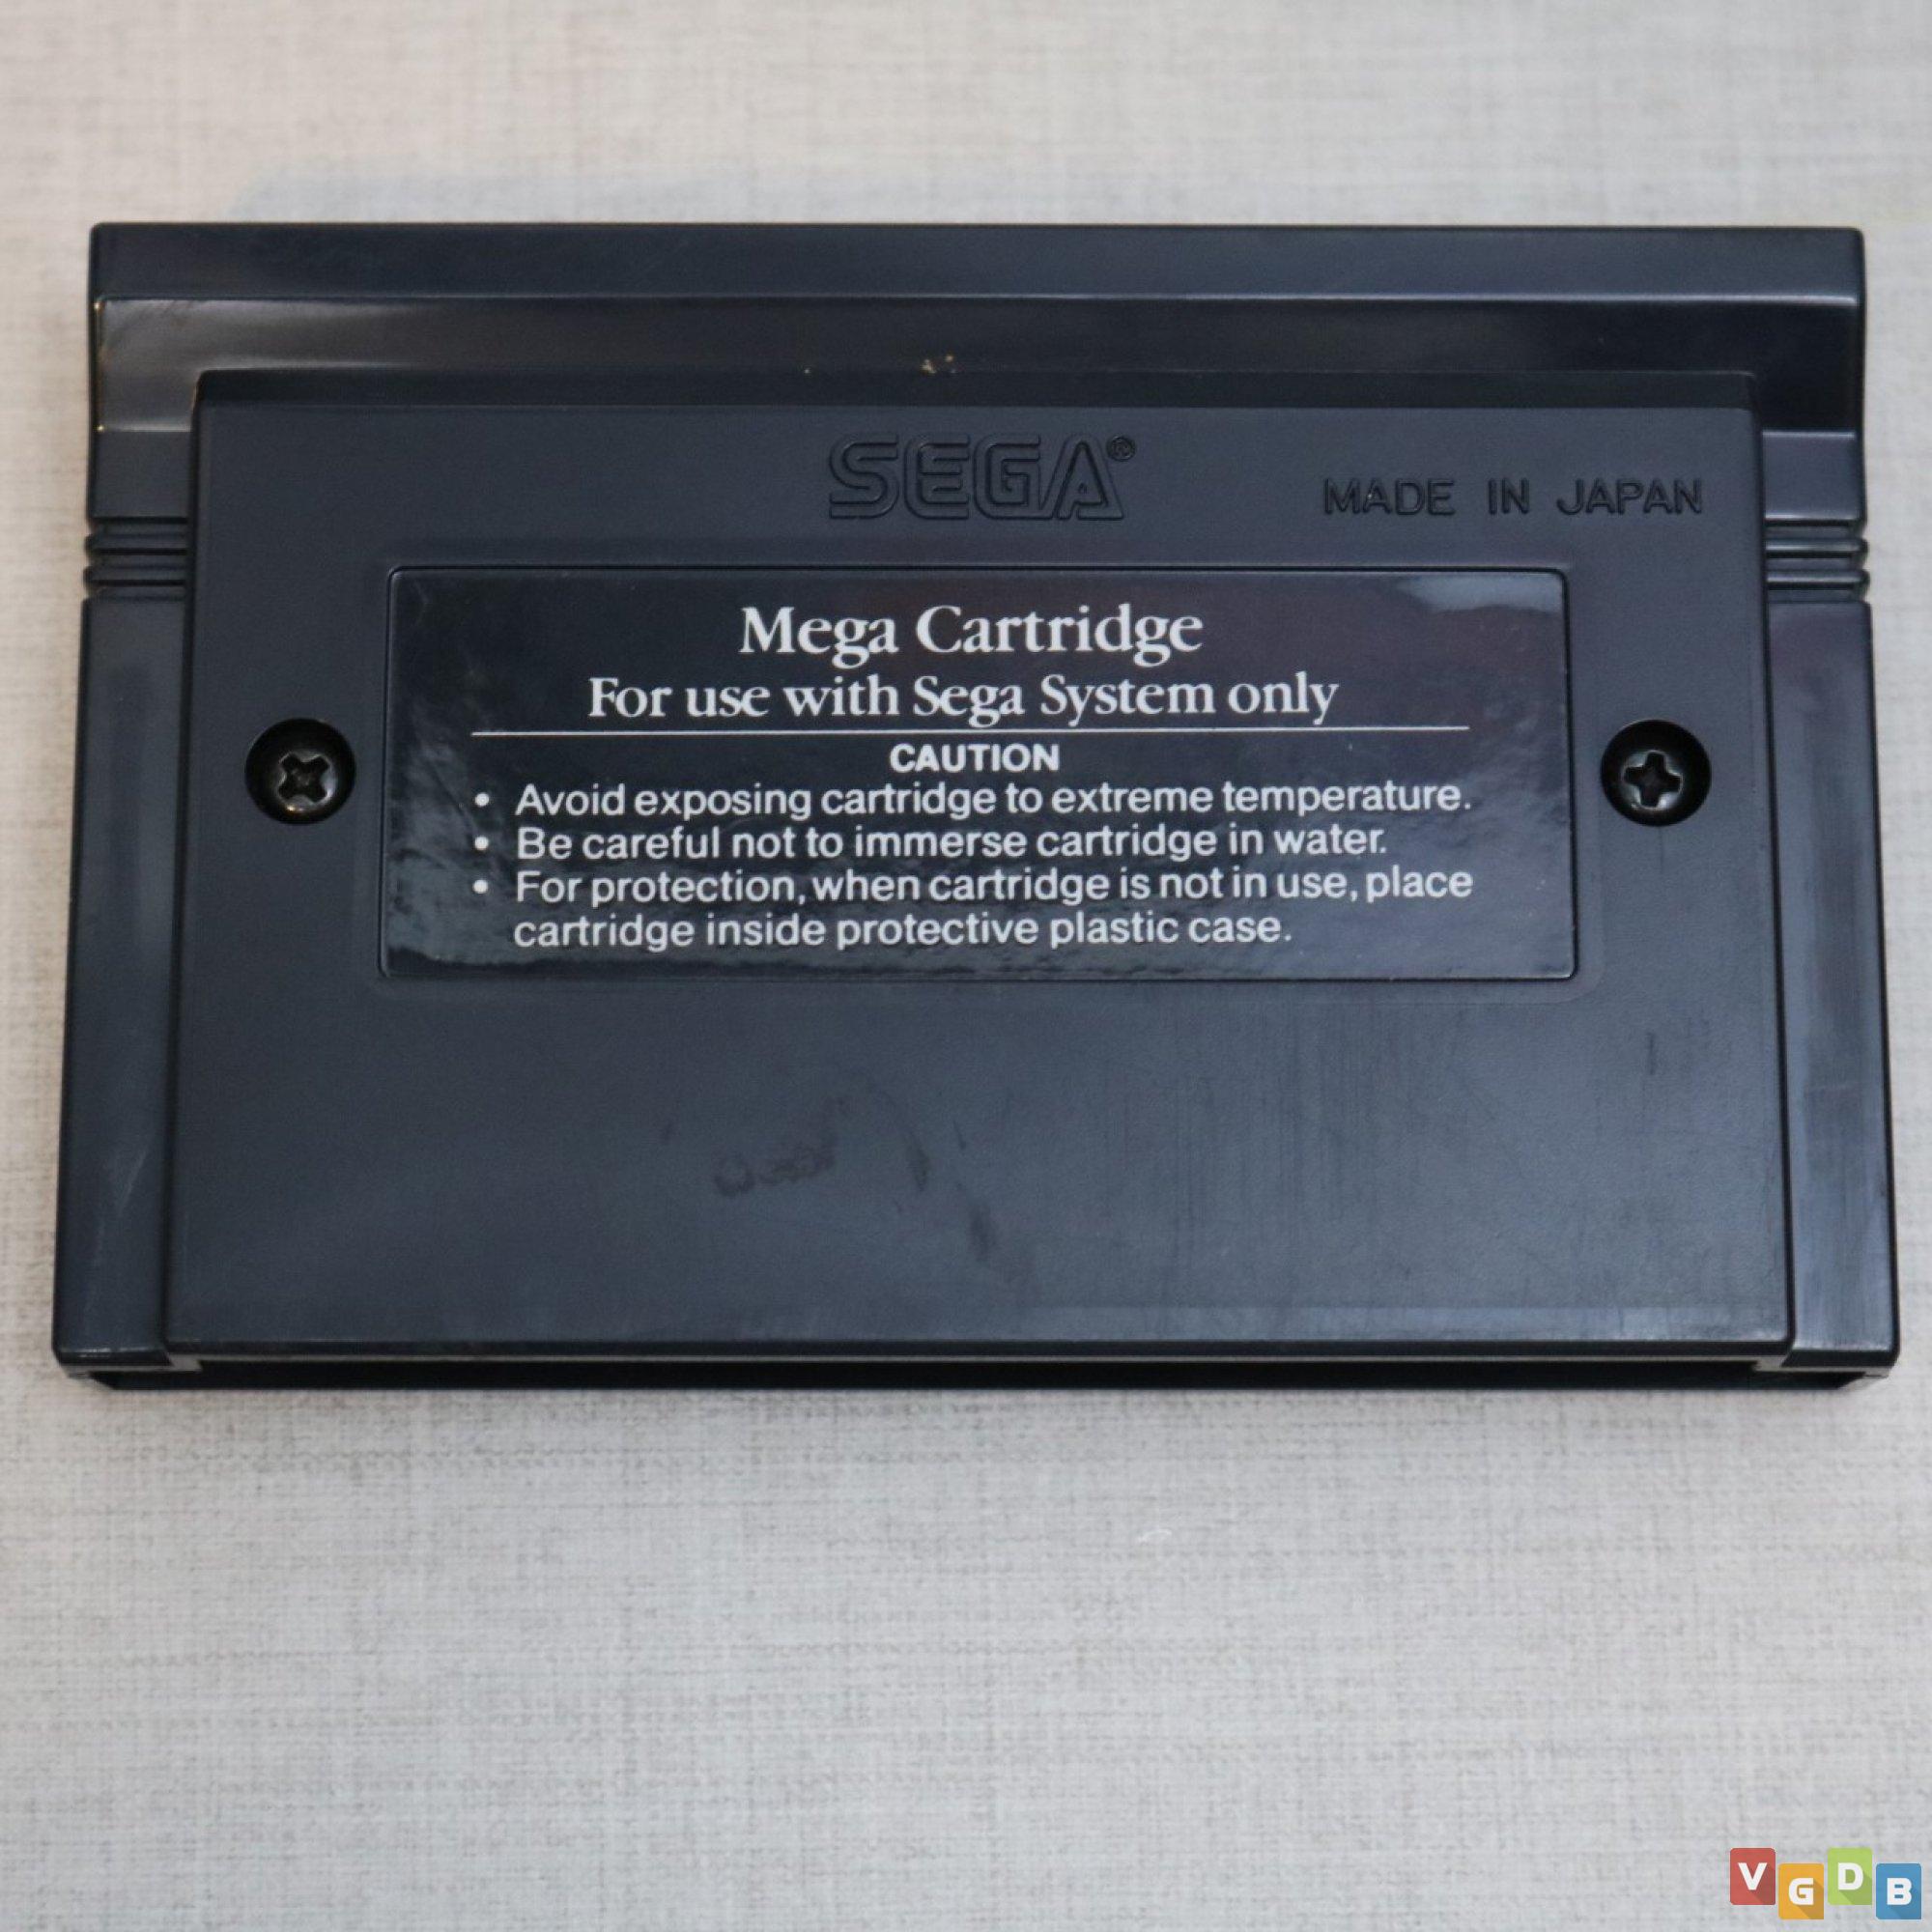 SEGA®
MADE IN JAPAN
Mega Cartridge
For use with Sega System only
CAUTION
• Avoid exposing cartridge to extreme temperature.
• Be careful not to immerse cartridge in water.
• For protection, when cartridge is not in use, place
cartridge inside protective plastic case.
VGDB